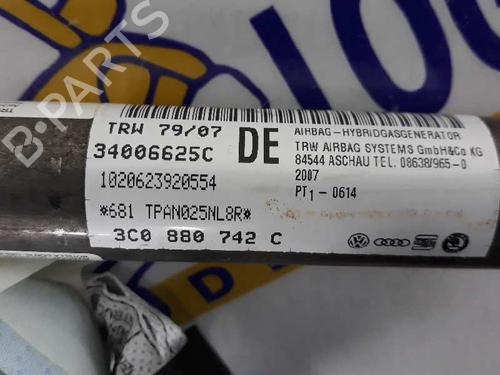 TRW 79/07
34006625C
DE
1020623920554
*681 TPAN025NL8R*
3C0 880 742 C
AIRBAG-HYBRIDGASGENERATOR
TRW AIRBAG SYSTEMS GmbH&Co KG
84544 ASCHAU TEL. 08638/965-0
2007
PT1-0614
B-PARTS